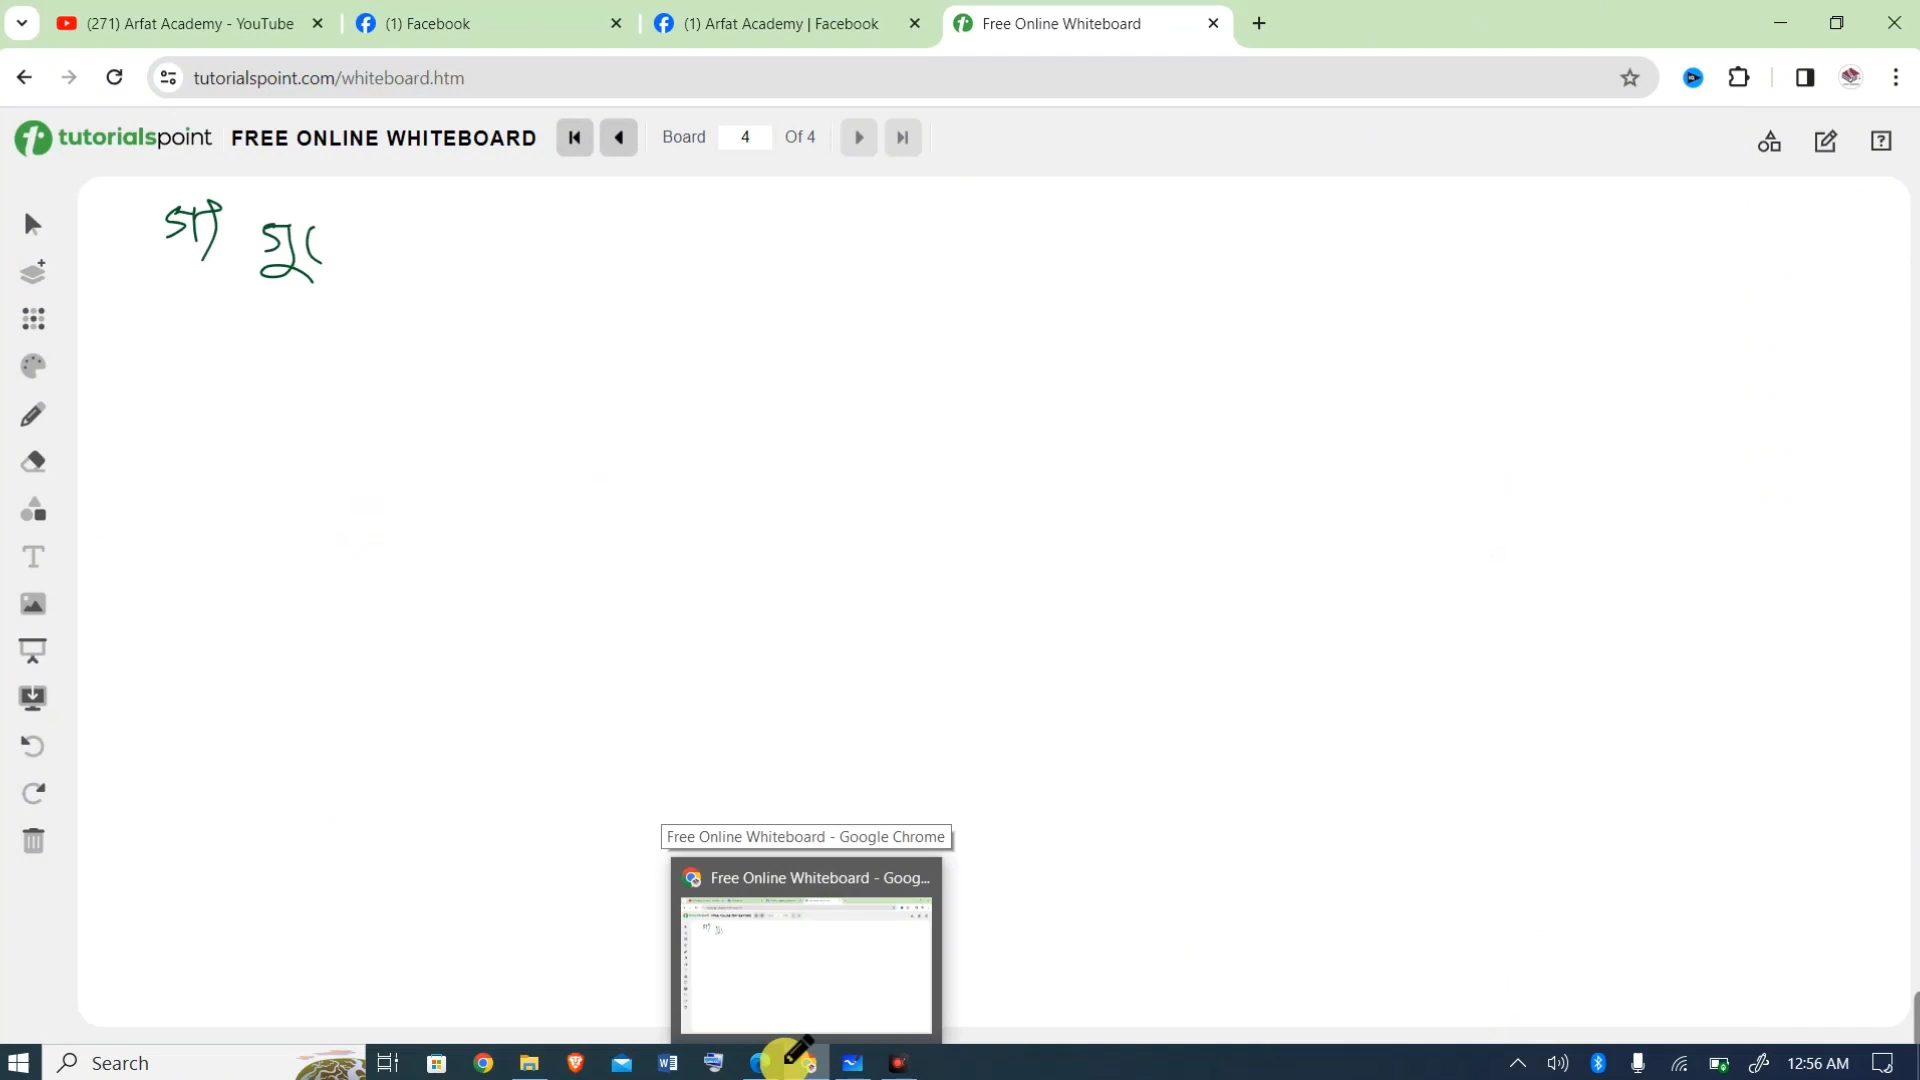 (271) Arfat Academy - YouTube
(1) Facebook
(1) Arfat Academy | Facebook
Free Online Whiteboard
tutorialspoint.com/whiteboard.htm
tutorialspoint FREE ONLINE WHITEBOARD Board 4 Of 4
Free Online Whiteboard - Google Chrome
Free Online Whiteboard - Goog...
Search
12:56 AM